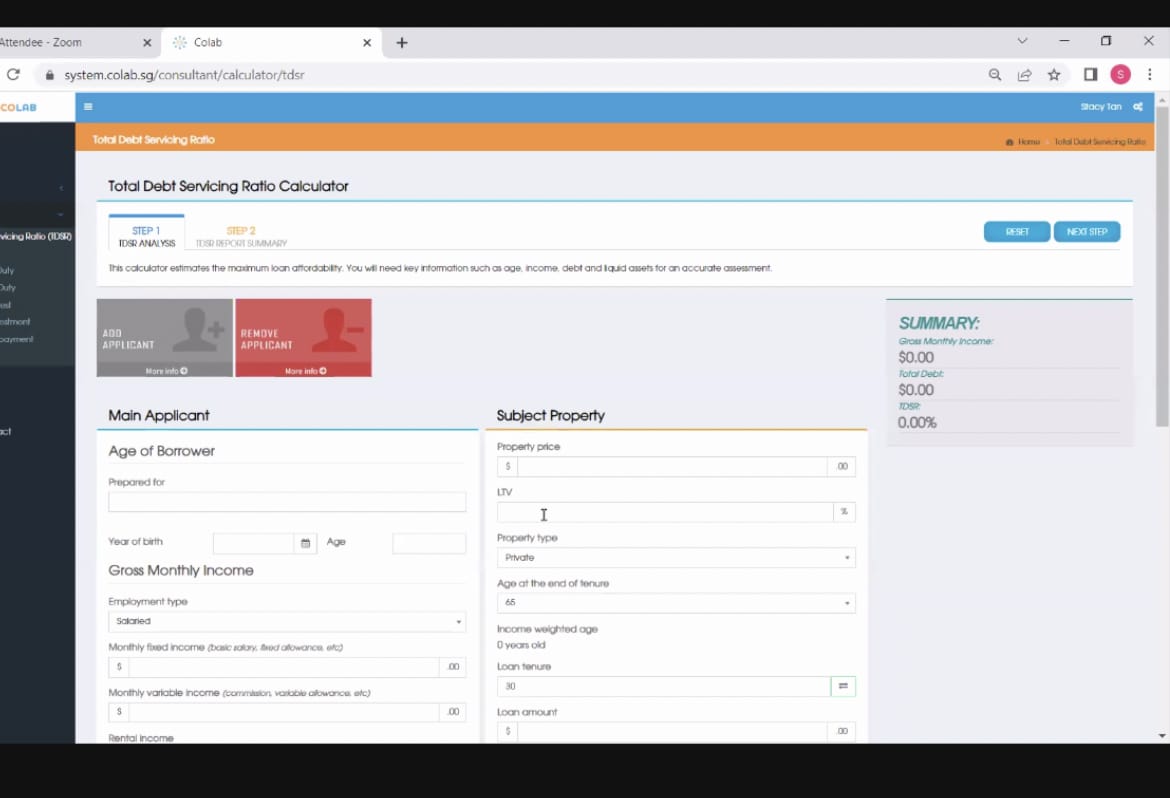 Attendee - Zoom
Colab
system.colab.sg/consultant/calculator/tdsr
S
COLAB
Stacy Tan
Total Debt Servicing Ratio
Home
Total Debt Servicing Ratio
vicing Ratio (TDSR)
Duty
Duty
payment
Total Debt Servicing Ratio Calculator
STEP 1
TDSR ANALYSIS
STEP 2
TDSR REPORT SUMMARY
RESET
NEXT STEP
This calculator estimates the maximum loan affordability. You will need key information such as age, income, debt and liquid assets for an accurate assessment.
ADD
APPLICANT
More info
REMOVE
APPLICANT
More info
SUMMARY:
Gross Monthly Income:
$0.00
Total Debt:
$0.00
TDSR:
0.00%
Main Applicant
Age of Borrower
Prepared for
Year of birth
Age
Gross Monthly Income
Employment type
Salaried
Monthly fixed income (basic salary, fixed allowance, etc)
$
.00
Monthly variable income (commission, variable allowance, etc)
$
.00
Rental income
Subject Property
Property price
$
.00
LTV
%
Property type
Private
Age at the end of tenure
65
Income weighted age
0 years old
Loan tenure
30
Loan amount
$
.00